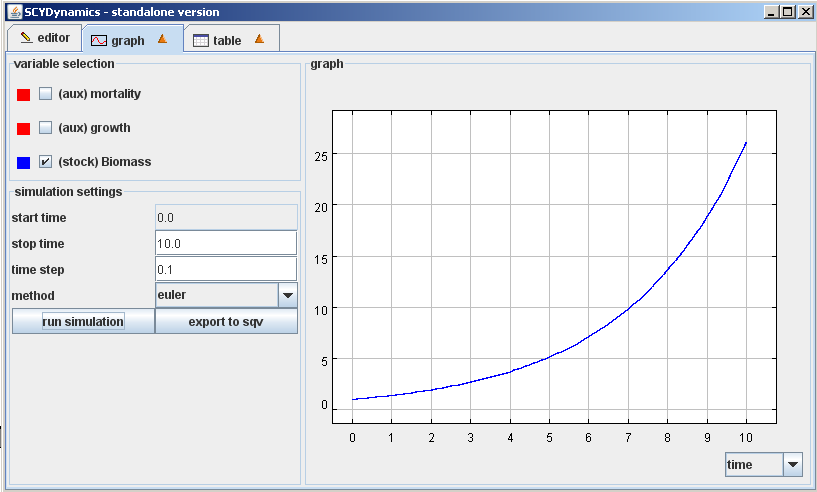 SCYDynamics - standalone version
editor
graph
table
variable selection
(aux) mortality
(aux) growth
(stock) Biomass
simulation settings
start time 0.0
stop time 10.0
time step 0.1
method euler
run simulation export to sqv
graph
25
20
15
10
5
0
0 1 2 3 4 5 6 7 8 9 10
time